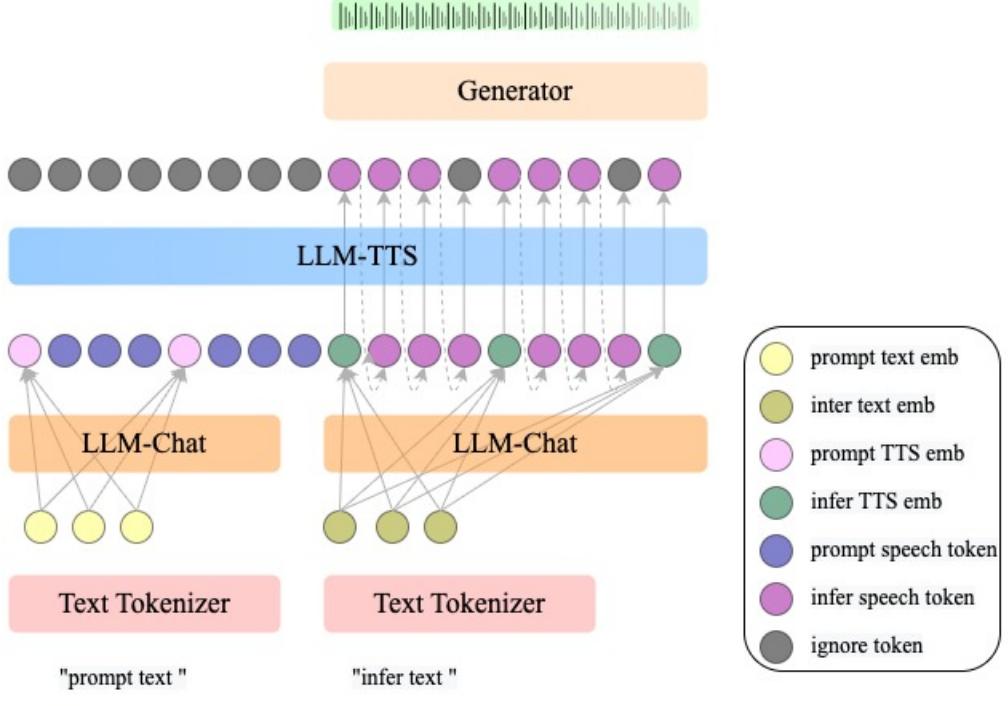 Generator
LLM-TTS
LLM-Chat
LLM-Chat
Text Tokenizer
Text Tokenizer
"prompt text "
"infer text "
prompt text emb
inter text emb
prompt TTS emb
infer TTS emb
prompt speech token
infer speech token
ignore token